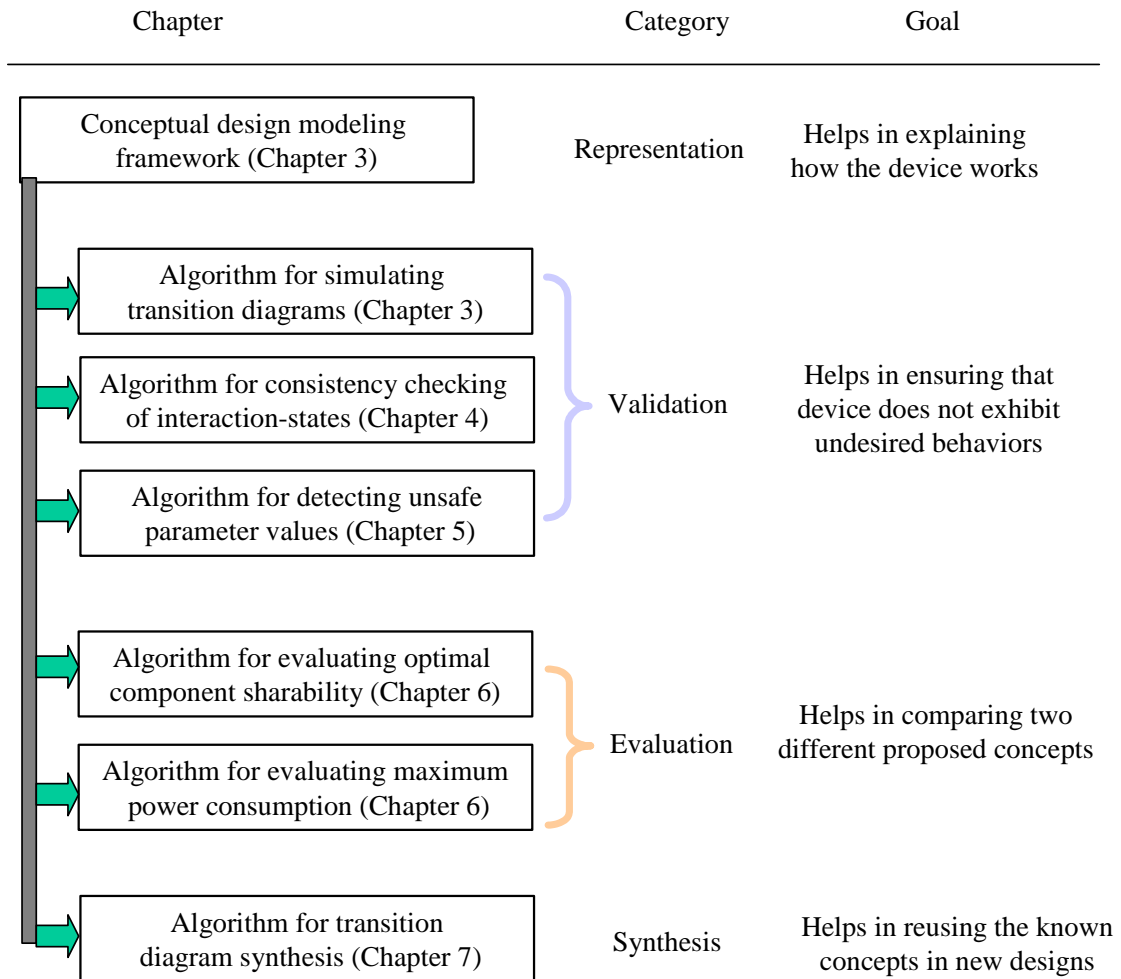 Chapter
Category
Goal
Conceptual design modeling
framework (Chapter 3)
Representation
Helps in explaining
how the device works
Algorithm for simulating
transition diagrams (Chapter 3)
Algorithm for consistency checking
of interaction-states (Chapter 4)
Algorithm for detecting unsafe
parameter values (Chapter 5)
Validation
Helps in ensuring that
device does not exhibit
undesired behaviors
Algorithm for evaluating optimal
component sharability (Chapter 6)
Algorithm for evaluating maximum
power consumption (Chapter 6)
Evaluation
Helps in comparing two
different proposed concepts
Algorithm for transition
diagram synthesis (Chapter 7)
Synthesis
Helps in reusing the known
concepts in new designs